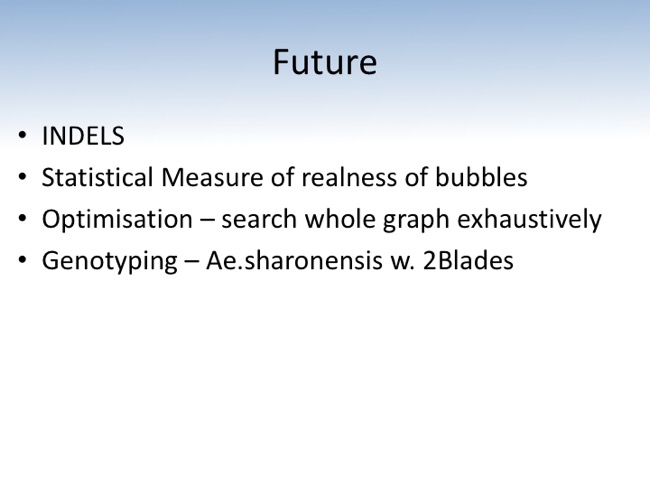 Future
• INDELS
• Statistical Measure of realness of bubbles
• Optimisation – search whole graph exhaustively
• Genotyping – Ae.sharonensis w. 2Blades